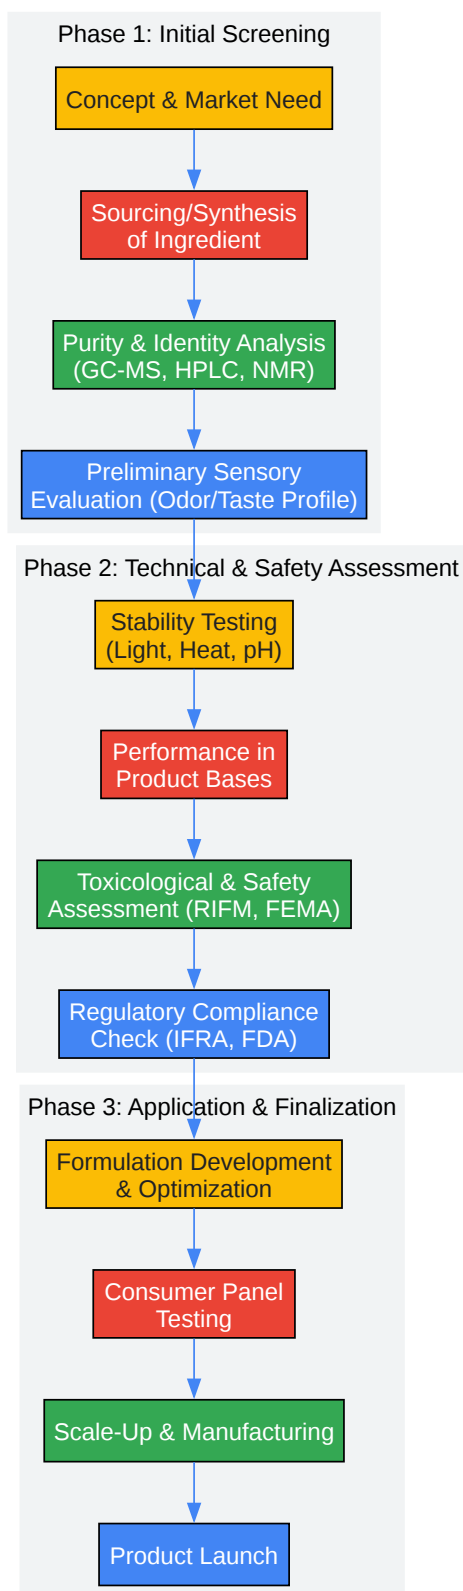 Phase 1: Initial Screening
Concept & Market Need
Sourcing/Synthesis
of Ingredient
Purity & Identity Analysis
(GC-MS, HPLC, NMR)
Preliminary Sensory
Evaluation (Odor/Taste Profile)
Phase 2: Technical & Safety Assessment
Stability Testing
(Light, Heat, pH)
Performance in
Product Bases
Toxicological & Safety
Assessment (RIFM, FEMA)
Regulatory Compliance
Check (IFRA, FDA)
Phase 3: Application & Finalization
Formulation Development
& Optimization
Consumer Panel
Testing
Scale-Up & Manufacturing
Product Launch